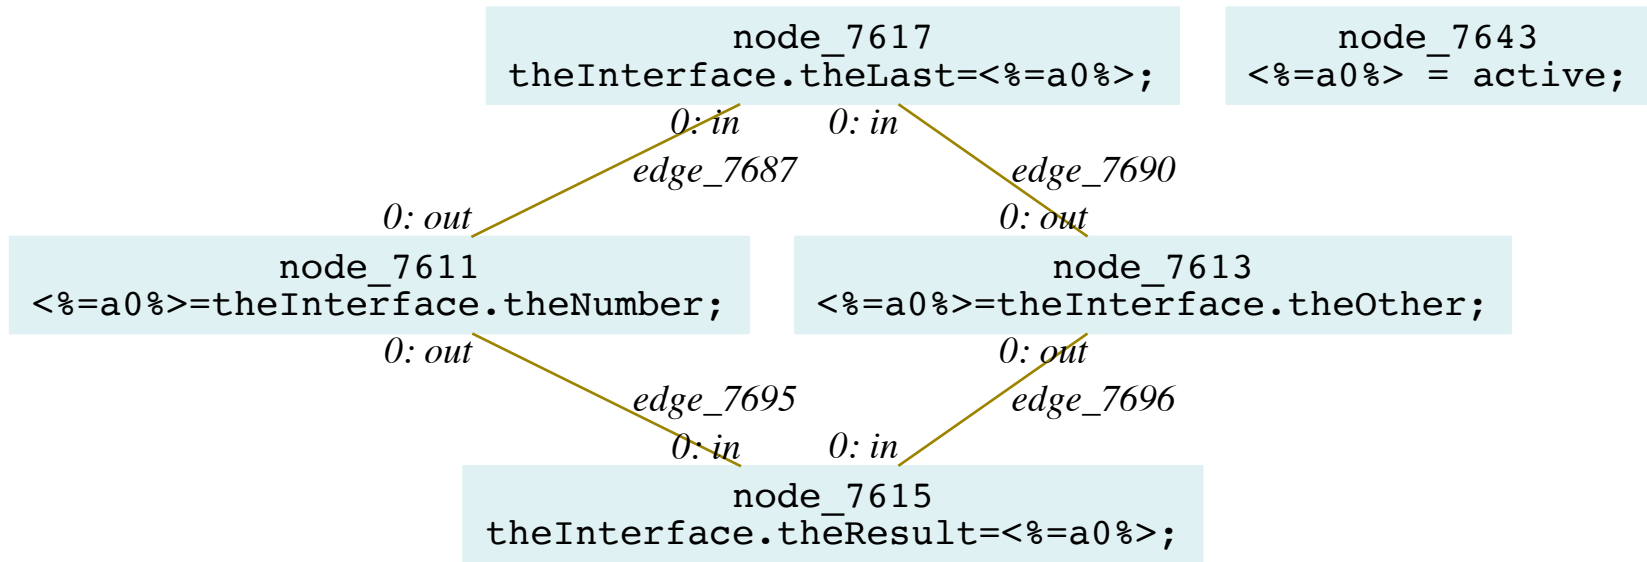 node_7617
theInterface.theLast=<%=a0%>;
node_7643
<%=a0%> = active;
0: in
0: in
edge_7687
edge_7690
0: out
0: out
node_7611
<%=a0%>=theInterface.theNumber;
node_7613
<%=a0%>=theInterface.theOther;
0: out
0: out
edge_7695
edge_7696
0: in
0: in
node_7615
theInterface.theResult=<%=a0%>;